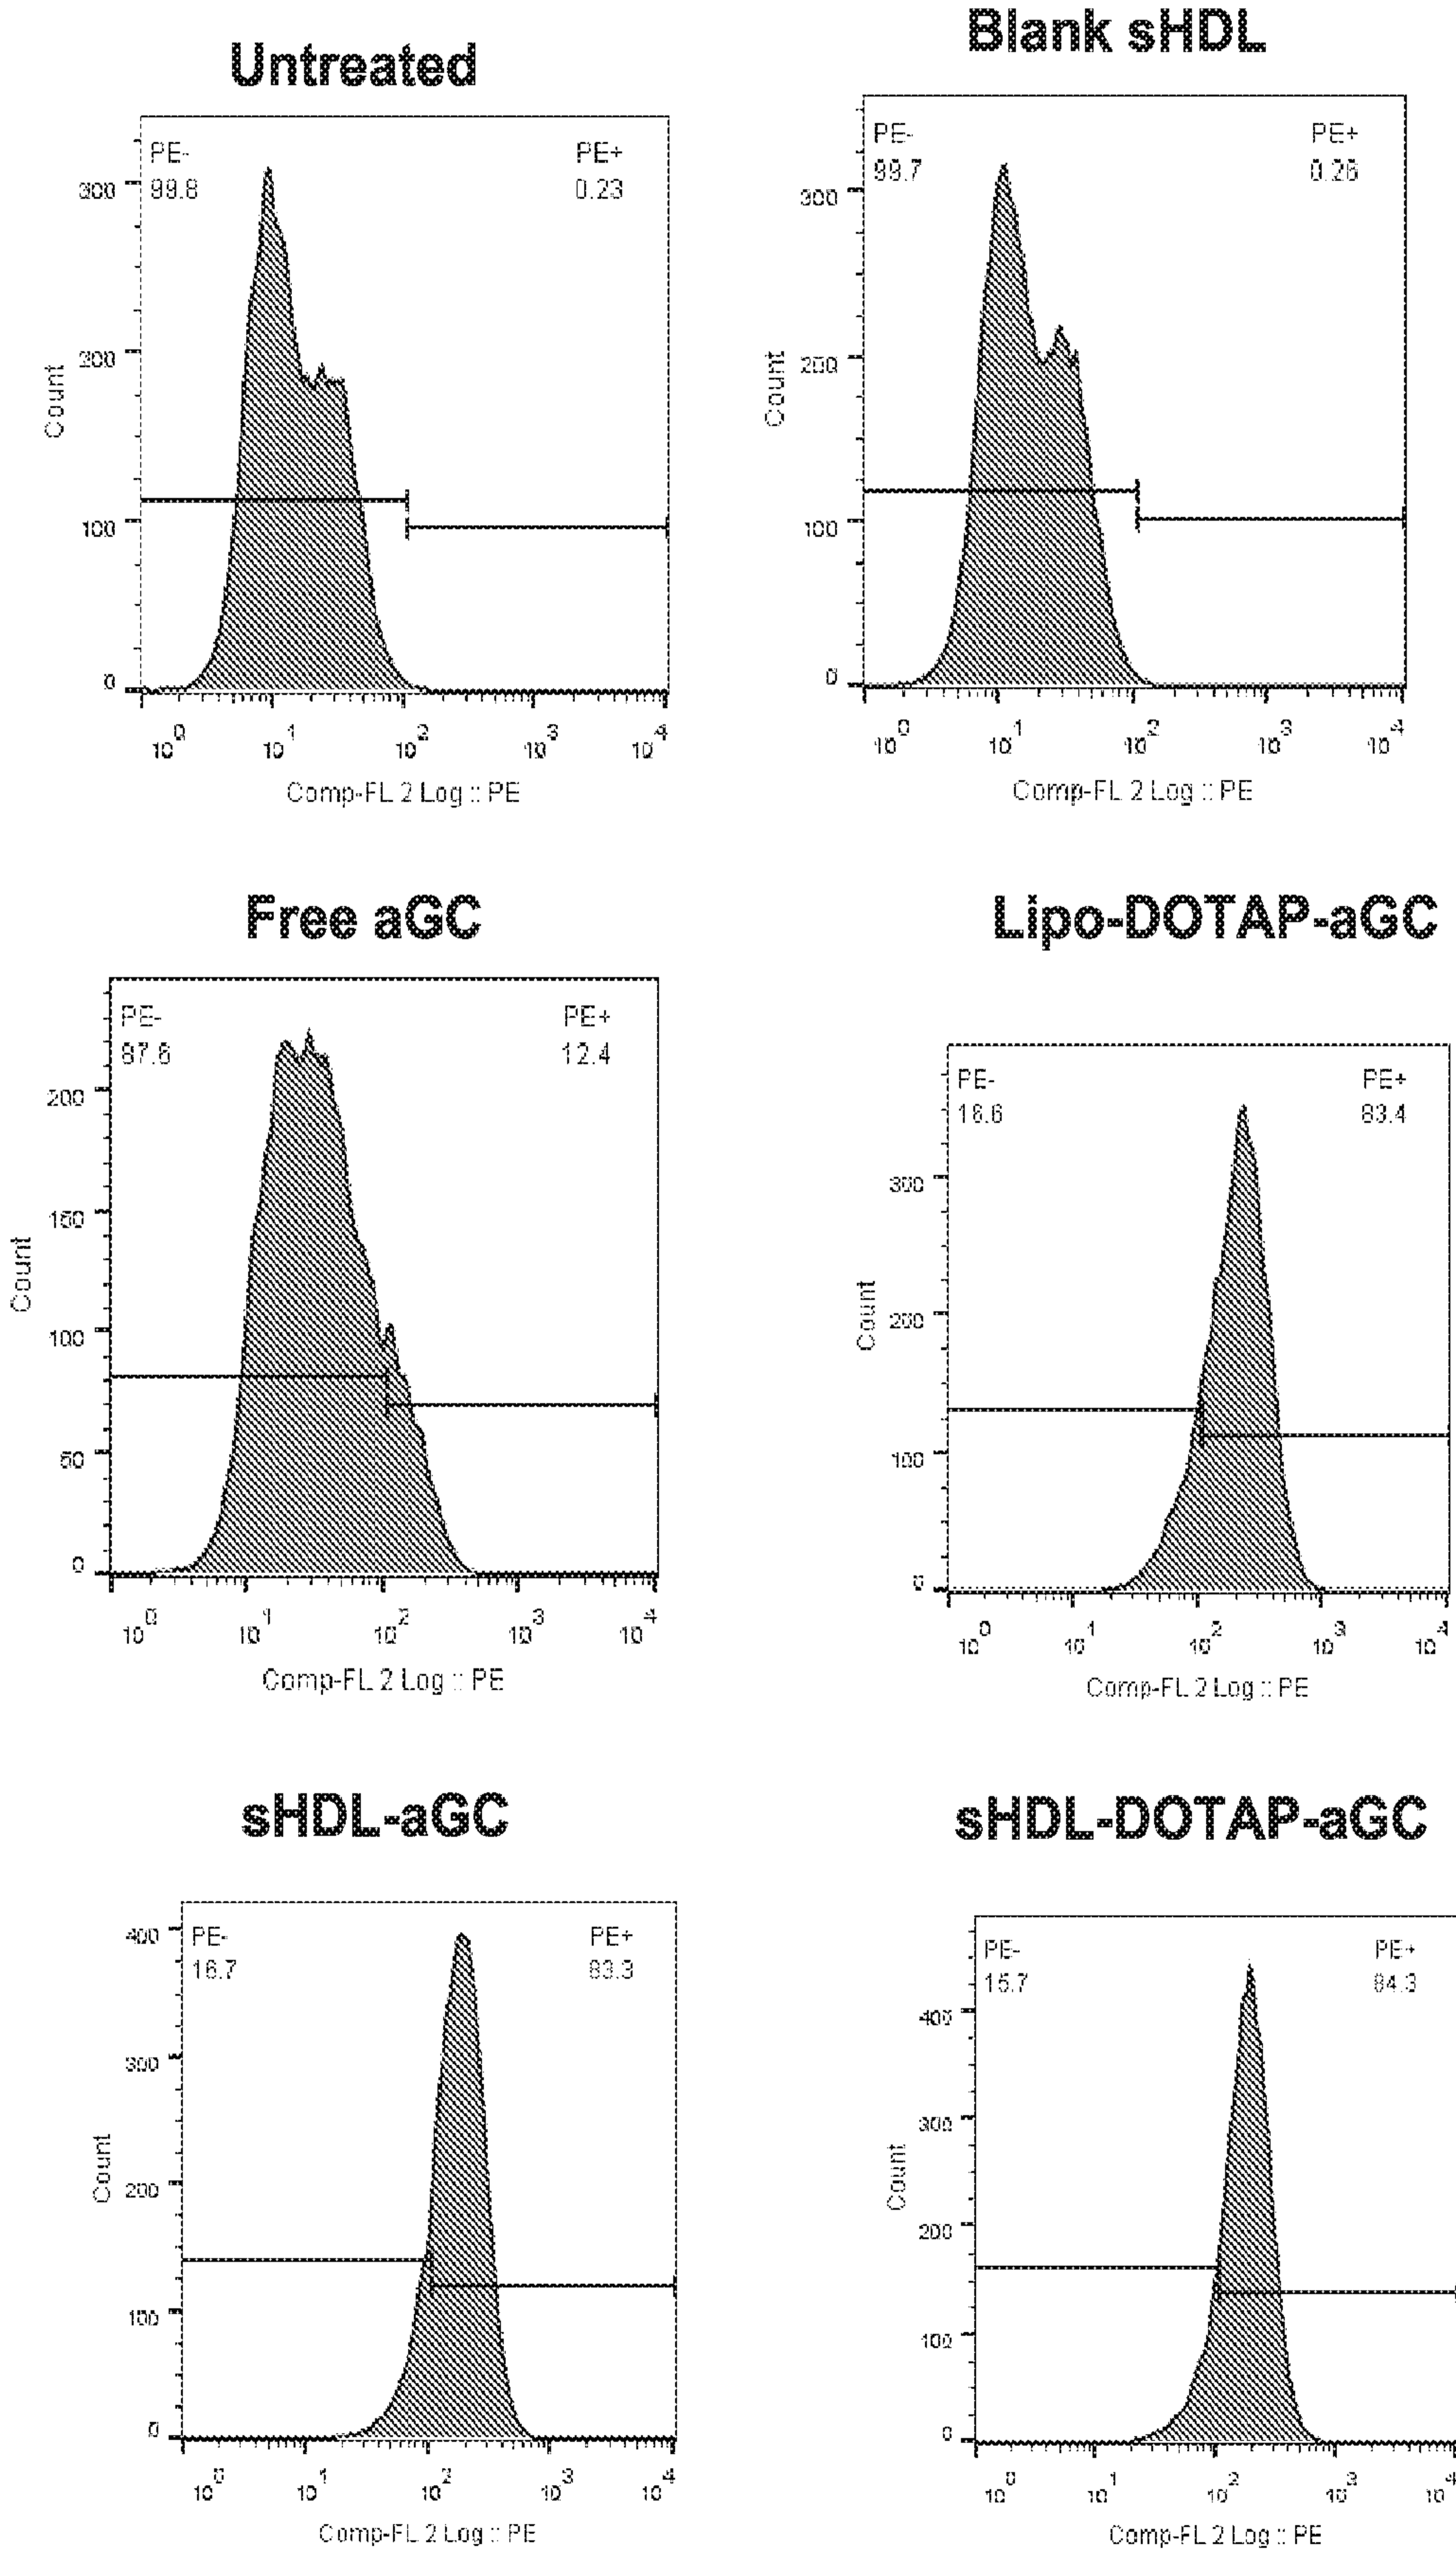 Untreated
PE-
99.8
PE+
0.23
300
200
100
0
Count
10^0 10^1 10^2 10^3 10^4
Comp-FL 2 Log :: PE
Blank sHDL
PE-
99.7
PE+
0.26
300
200
100
0
Count
10^0 10^1 10^2 10^3 10^4
Comp-FL 2 Log :: PE
Free aGC
PE-
87.6
PE+
12.4
200
150
100
50
0
Count
10^0 10^1 10^2 10^3 10^4
Comp-FL 2 Log :: PE
Lipo-DOTAP-aGC
PE-
16.6
PE+
83.4
300
200
100
0
Count
10^0 10^1 10^2 10^3 10^4
Comp-FL 2 Log :: PE
sHDL-aGC
PE-
16.7
PE+
83.3
400
300
200
100
0
Count
10^0 10^1 10^2 10^3 10^4
Comp-FL 2 Log :: PE
sHDL-DOTAP-aGC
PE-
15.7
PE+
84.3
400
300
200
100
0
Count
10^0 10^1 10^2 10^3 10^4
Comp-FL 2 Log :: PE